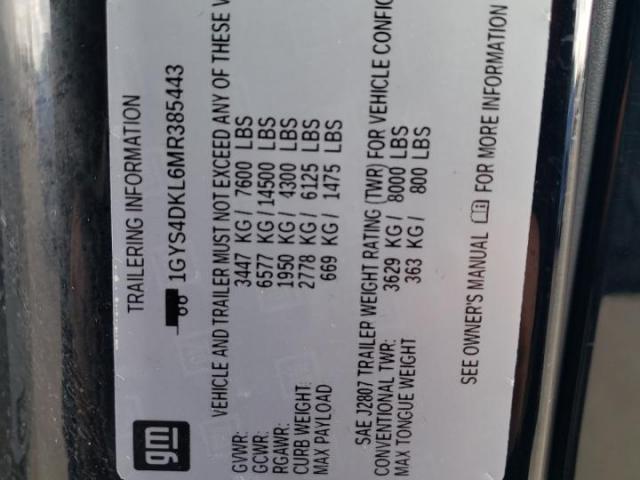 gm
TRAILERING INFORMATION
1GYS4DKL6MR385443
VEHICLE AND TRAILER MUST NOT EXCEED ANY OF THESE
GVWR: 3447 KG/ 7600 LBS
GCWR: 6577 KG/ 14500 LBS
RGAWR: 1950 KG/ 4300 LBS
CURB WEIGHT: 2778 KG/ 6125 LBS
MAX PAYLOAD 669 KG/ 1475 LBS
SAE J2807 TRAILER WEIGHT RATING (TWR) FOR VEHICLE CONFIG
CONVENTIONAL TWR: 3629 KG/ 8000 LBS
MAX TONGUE WEIGHT 363 KG/ 800 LBS
SEE OWNER'S MANUAL FOR MORE INFORMATION